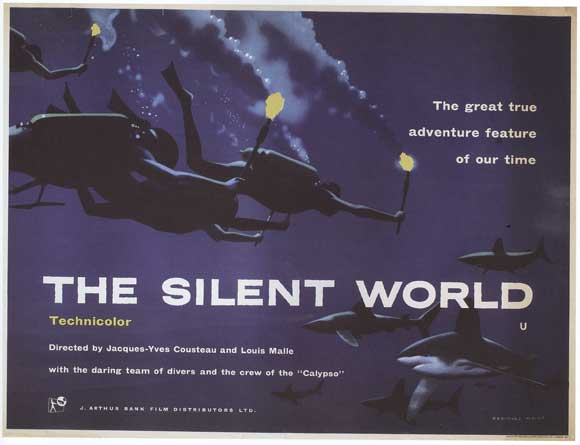 The great true
adventure feature
of our time
THE SILENT WORLD
U
Technicolor
Directed by Jacques-Yves Cousteau and Louis Malle
with the daring team of divers and the crew of the "Calypso"
J. ARTHUR RANK FILM DISTRIBUTORS LTD.